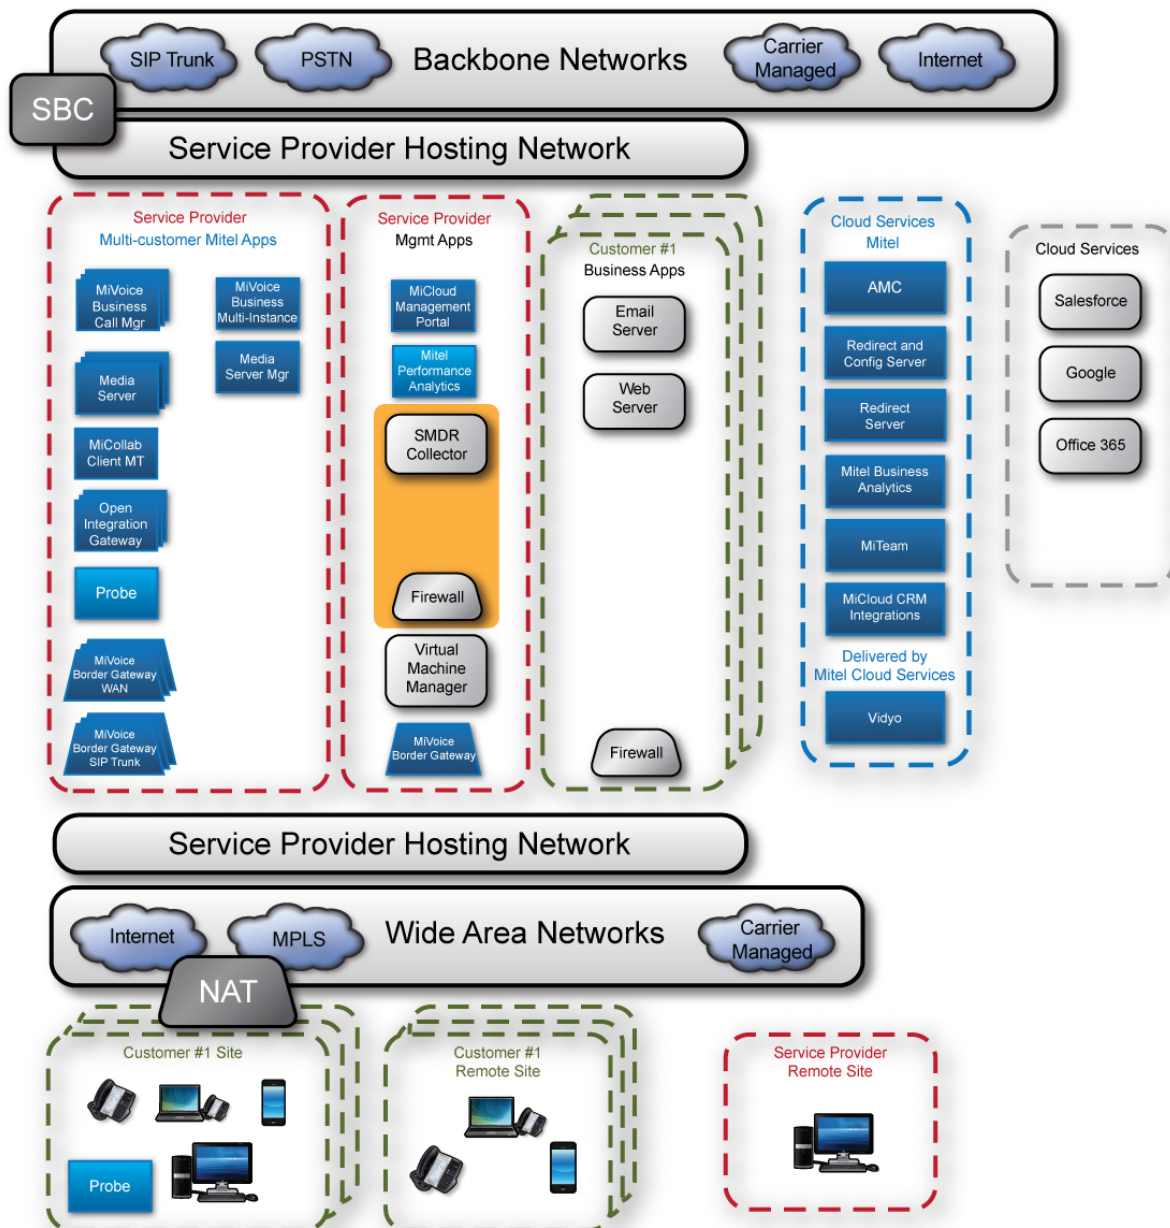 SIP Trunk
PSTN
Backbone Networks
Carrier
Managed
Internet
SBC
Service Provider Hosting Network
Service Provider
Multi-customer Mitel Apps
MiVoice
Business
Call Mgr
MiVoice
Business
Multi-Instance
Media
Server
Media
Server Mgr
MiCollab
Client MT
Open
Integration
Gateway
Probe
MiVoice
Border Gateway
WAN
MiVoice
Border Gateway
SIP Trunk
Service Provider
Mgmt Apps
MiCloud
Management
Portal
Mitel
Performance
Analytics
SMDR
Collector
Firewall
Virtual
Machine
Manager
MiVoice
Border Gateway
Customer #1
Business Apps
Email
Server
Web
Server
Firewall
Cloud Services
Mitel
AMC
Redirect and
Config Server
Redirect
Server
Mitel Business
Analytics
MiTeam
MiCloud CRM
Integrations
Delivered by
Mitel Cloud Services
Vidyo
Cloud Services
Salesforce
Google
Office 365
Service Provider Hosting Network
Internet
MPLS
Wide Area Networks
Carrier
Managed
NAT
Customer #1 Site
Probe
Customer #1
Remote Site
Service Provider
Remote Site